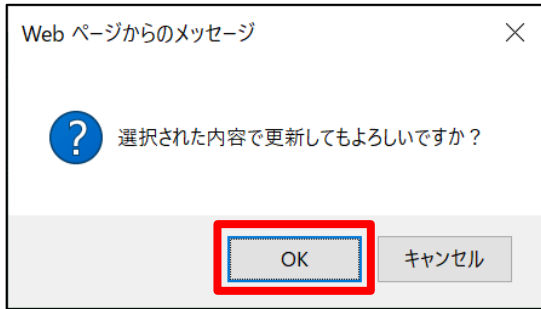 Web ページからのメッセージ
選択された内容で更新してもよろしいですか？
OK
キャンセル